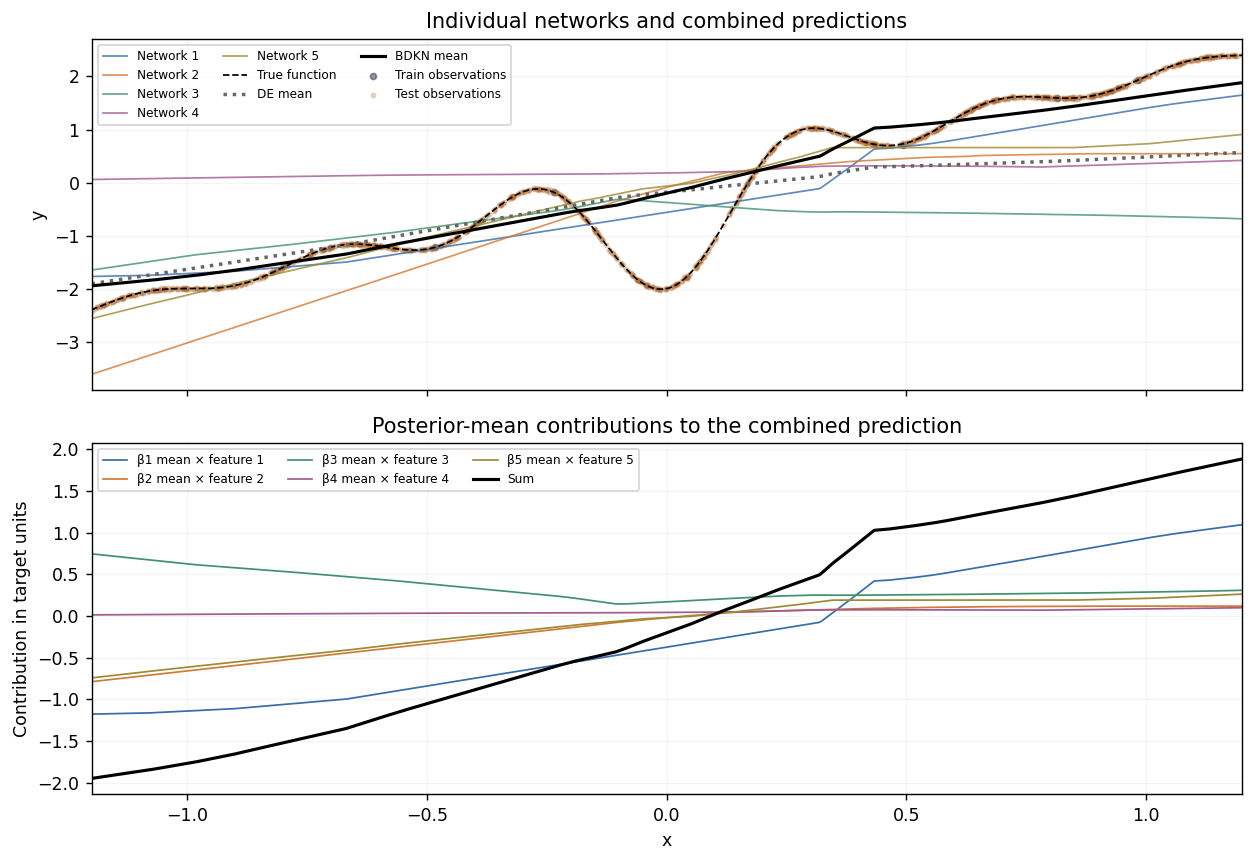 Individual networks and combined predictions
Network 1
Network 2
Network 3
Network 4
Network 5
True function
DE mean
BDKN mean
Train observations
Test observations
y
2
1
0
−1
−2
−3
Posterior-mean contributions to the combined prediction
β1 mean × feature 1
β2 mean × feature 2
β3 mean × feature 3
β4 mean × feature 4
β5 mean × feature 5
Sum
Contribution in target units
2.0
1.5
1.0
0.5
0.0
−0.5
−1.0
−1.5
−2.0
−1.0
−0.5
0.0
0.5
1.0
x